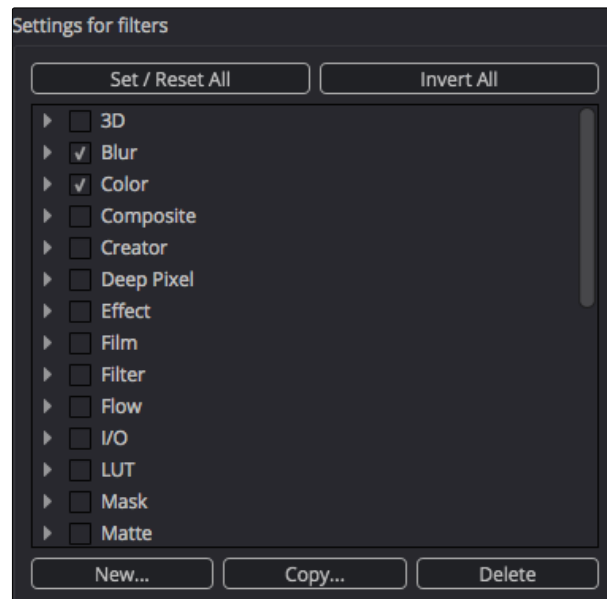 Settings for filters
Set / Reset All Invert All
3D
Blur
Color
Composite
Creator
Deep Pixel
Effect
Film
Filter
Flow
I/O
LUT
Mask
Matte
New... Copy... Delete